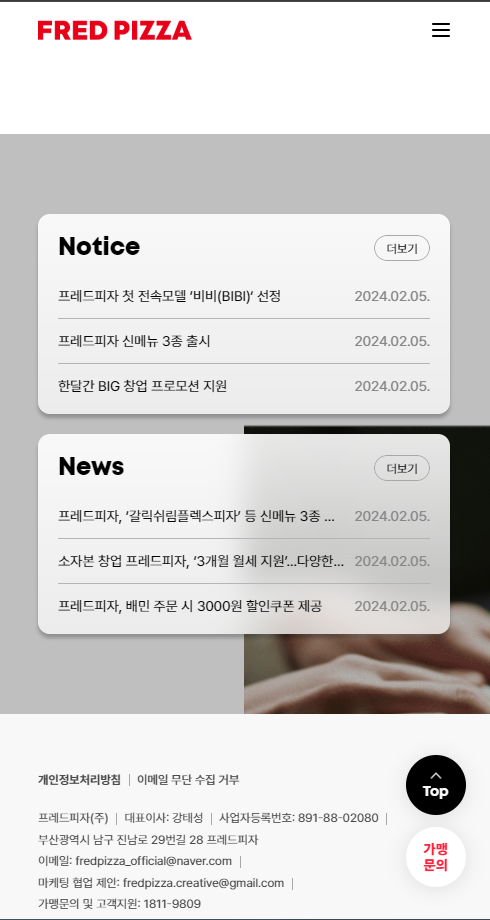 FRED PIZZA
Notice
더보기
프레드피자 첫 전속모델 ‘비비(BIBI)’ 선정 2024.02.05.
프레드피자 신메뉴 3종 출시 2024.02.05.
한달간 BIG 창업 프로모션 지원 2024.02.05.
News
더보기
프레드피자, ‘갈릭쉬림플렉스피자’ 등 신메뉴 3종 ... 2024.02.05.
소자본 창업 프레드피자, ‘3개월 월세 지원’...다양한... 2024.02.05.
프레드피자, 배민 주문 시 3000원 할인쿠폰 제공 2024.02.05.
개인정보처리방침 | 이메일 무단 수집 거부
프레드피자(주) | 대표이사: 강태성 | 사업자등록번호: 891-88-02080 |
부산광역시 남구 진남로 29번길 28 프레드피자
이메일: fredpizza_official@naver.com |
마케팅 협업 제안: fredpizza.creative@gmail.com |
가맹문의 및 고객지원: 1811-9809
Top
가맹
문의